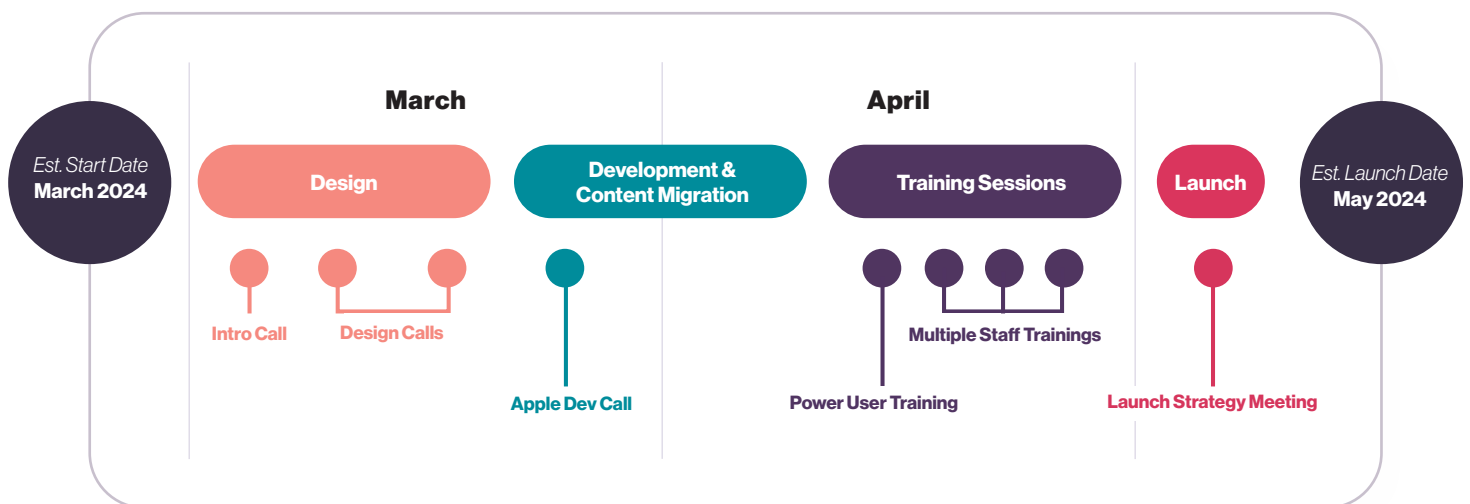 March
April
Est. Start Date
March 2024
Design
Development &
Content Migration
Training Sessions
Launch
Est. Launch Date
May 2024
Intro Call
Design Calls
Multiple Staff Trainings
Apple Dev Call
Power User Training
Launch Strategy Meeting